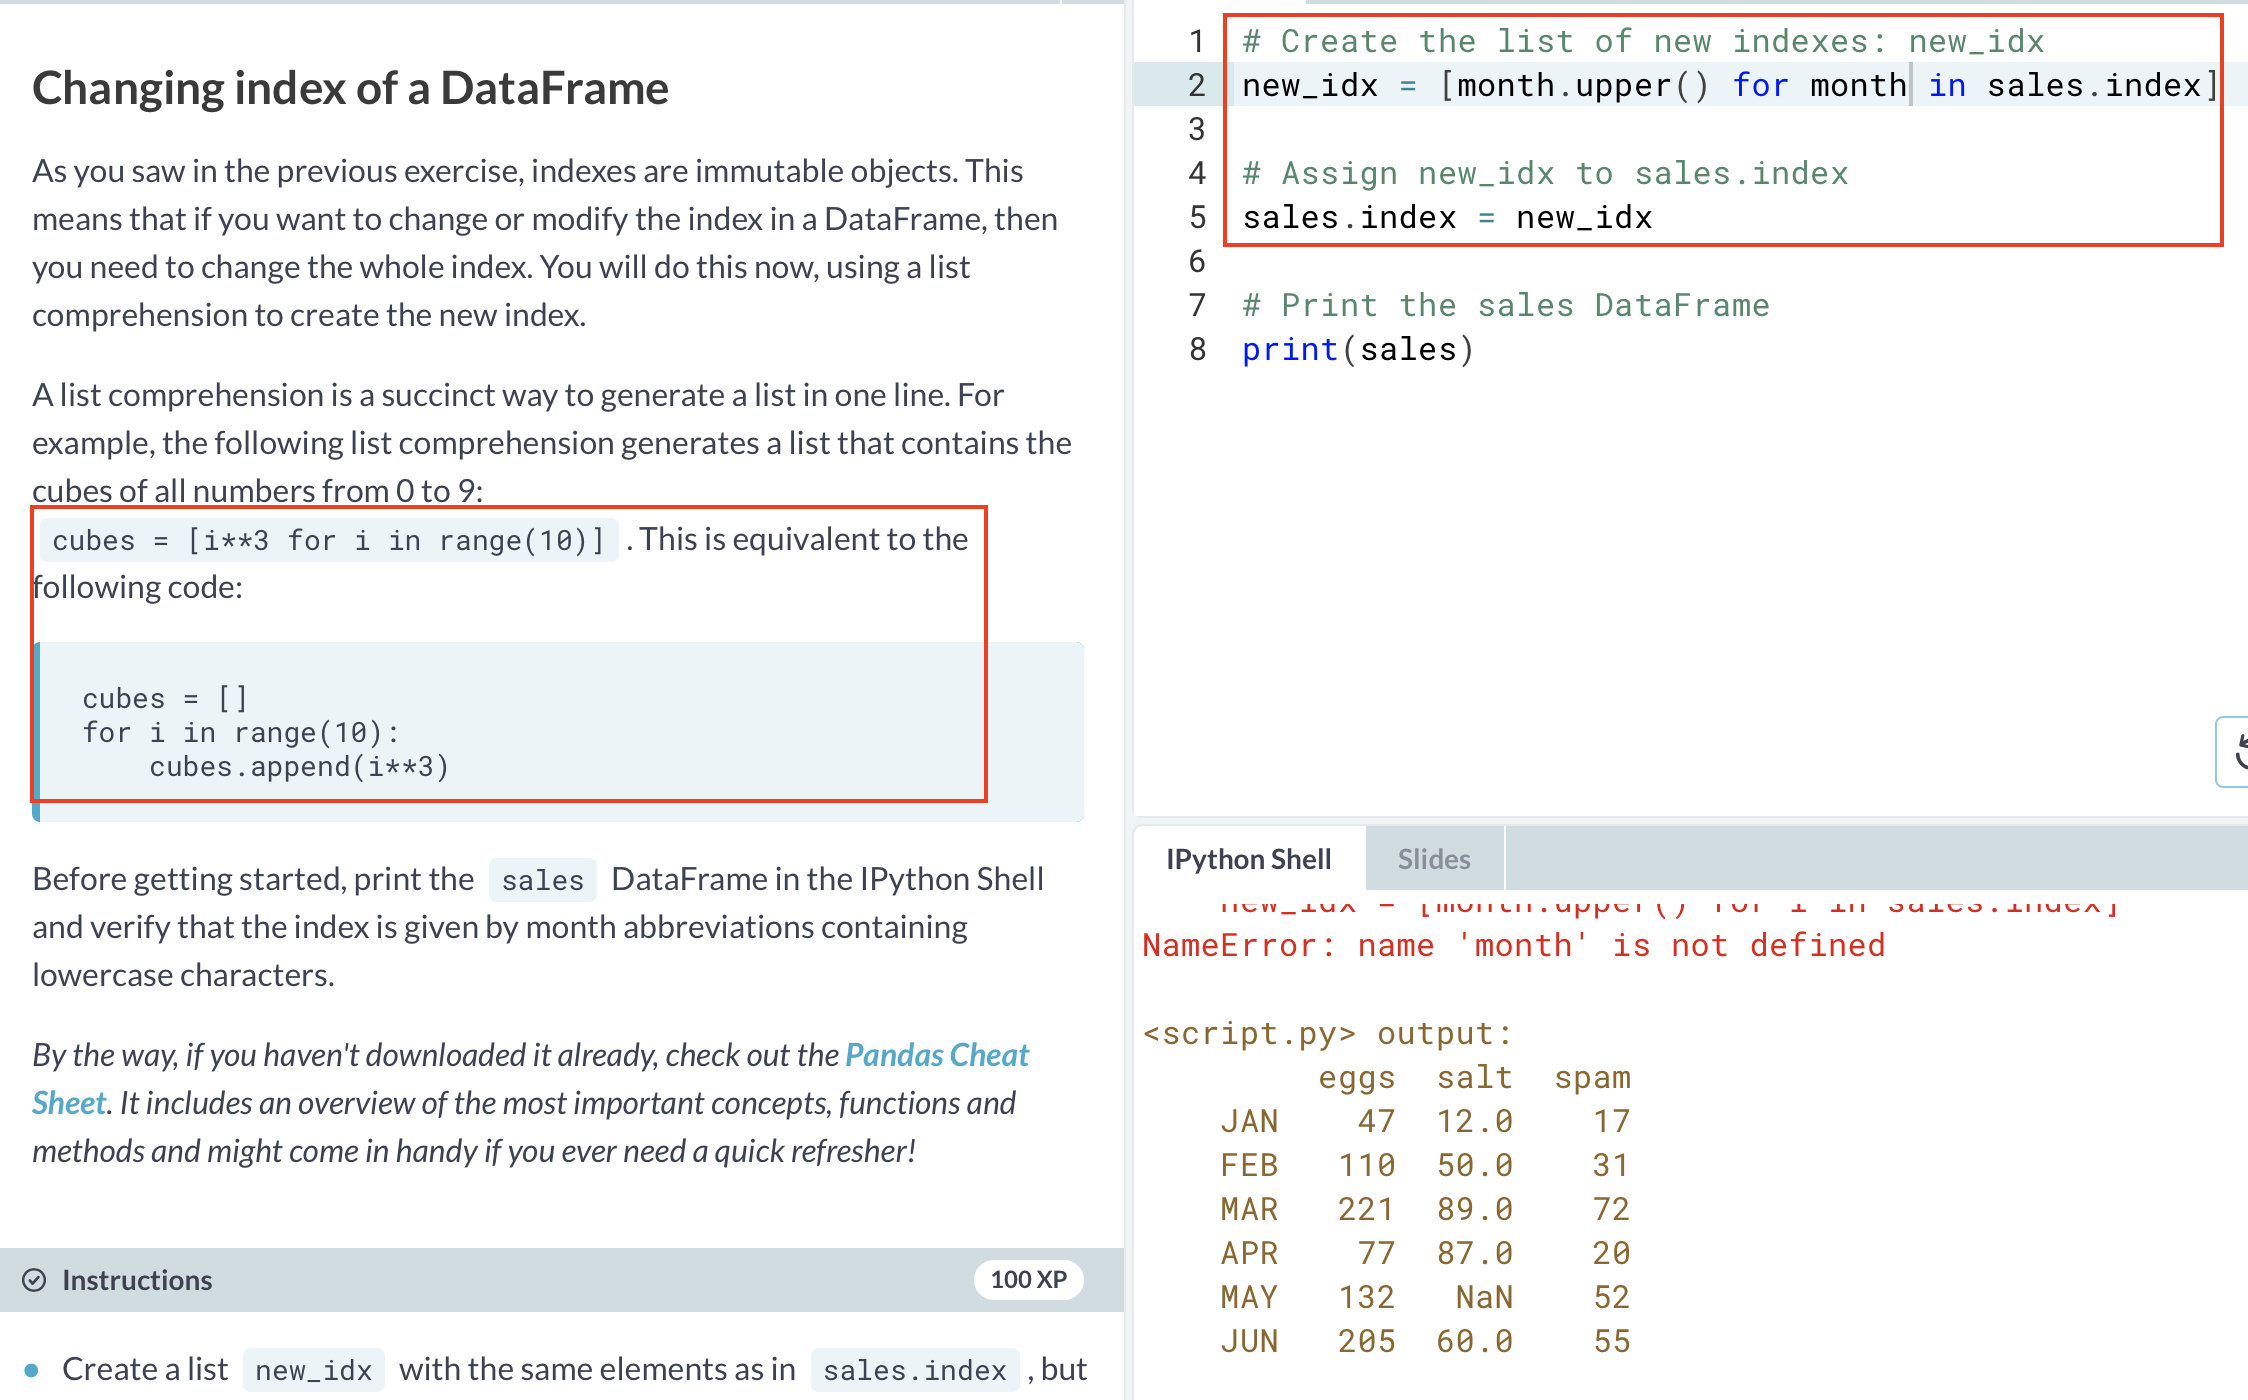 Changing index of a DataFrame
As you saw in the previous exercise, indexes are immutable objects. This
means that if you want to change or modify the index in a DataFrame, then
you need to change the whole index. You will do this now, using a list
comprehension to create the new index.
A list comprehension is a succinct way to generate a list in one line. For
example, the following list comprehension generates a list that contains the
cubes of all numbers from 0 to 9:
cubes = [i**3 for i in range(10)] . This is equivalent to the
following code:
cubes = []
for i in range(10):
    cubes.append(i**3)
Before getting started, print the sales DataFrame in the IPython Shell
and verify that the index is given by month abbreviations containing
lowercase characters.
By the way, if you haven't downloaded it already, check out the Pandas Cheat
Sheet. It includes an overview of the most important concepts, functions and
methods and might come in handy if you ever need a quick refresher!
Instructions 100 XP
Create a list new_idx with the same elements as in sales.index , but
1 # Create the list of new indexes: new_idx
2 new_idx = [month.upper() for month in sales.index]
3
4 # Assign new_idx to sales.index
5 sales.index = new_idx
6
7 # Print the sales DataFrame
8 print(sales)
IPython Shell Slides
new_idx = [month.upper() for i in sales.index]
NameError: name 'month' is not defined
<script.py> output:
         eggs  salt  spam
    JAN    47  12.0    17
    FEB   110  50.0    31
    MAR   221  89.0    72
    APR    77  87.0    20
    MAY   132   NaN    52
    JUN   205  60.0    55